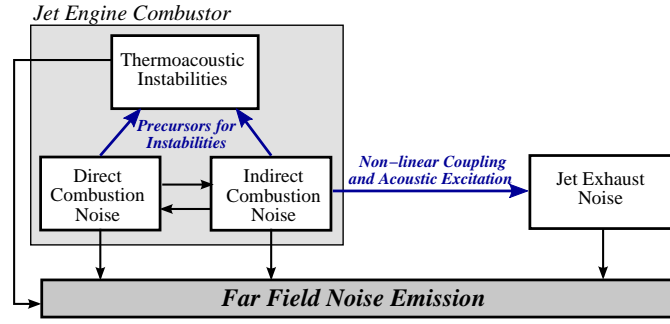 Jet Engine Combustor
Thermoacoustic
Instabilities
Precursors for
Instabilities
Direct
Combustion
Noise
Indirect
Combustion
Noise
Non−linear Coupling
and Acoustic Excitation
Jet Exhaust
Noise
Far Field Noise Emission